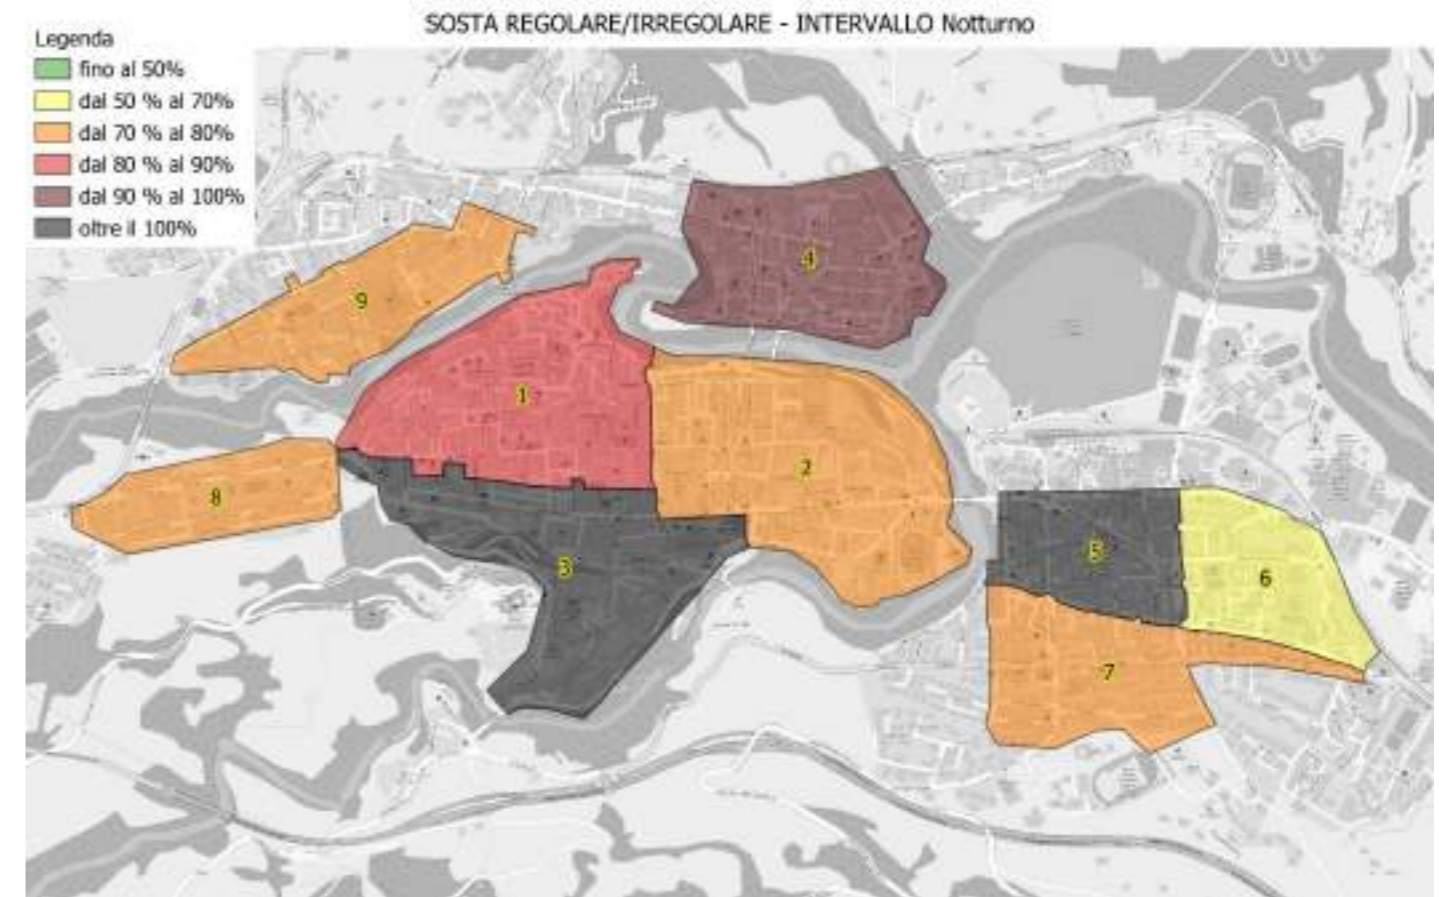 SOSTA REGOLARE/IRREGOLARE - INTERVALLO Notturno
Legenda
fino al 50%
dal 50 % al 70%
dal 70 % al 80%
dal 80 % al 90%
dal 90 % al 100%
oltre il 100%
4
9
1
2
8
5
3
6
7